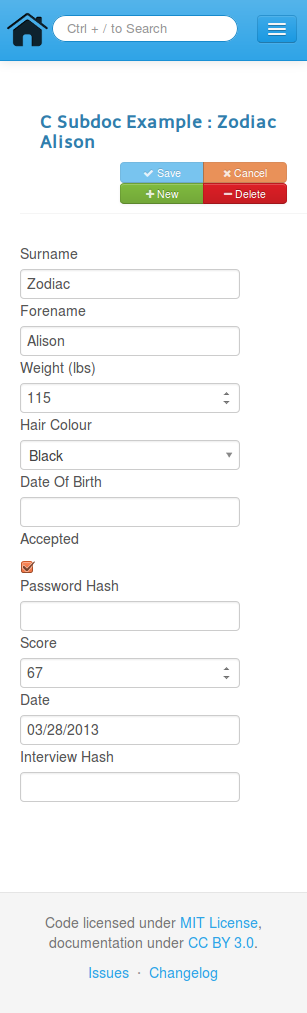 Ctrl + / to Search
C Subdoc Example : Zodiac
Alison
Save Cancel
New Delete
Surname
Zodiac
Forename
Alison
Weight (lbs)
115
Hair Colour
Black
Date Of Birth
Accepted
Password Hash
Score
67
Date
03/28/2013
Interview Hash
Code licensed under MIT License,
documentation under CC BY 3.0.
Issues · Changelog